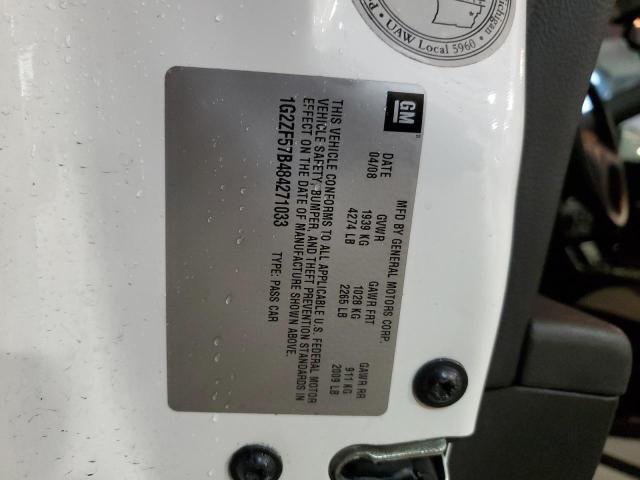 Michigan
UAW Local 5960
GM
MFD BY GENERAL MOTORS CORP.
DATE GVWR GAWR FRT GAWR RR
04/08 1939 KG 1028 KG 911 KG
4274 LB 2265 LB 2009 LB
THIS VEHICLE CONFORMS TO ALL APPLICABLE U.S. FEDERAL MOTOR
VEHICLE SAFETY, BUMPER, AND THEFT PREVENTION STANDARDS IN
EFFECT ON THE DATE OF MANUFACTURE SHOWN ABOVE.
1G2ZF57B484271033 TYPE: PASS CAR